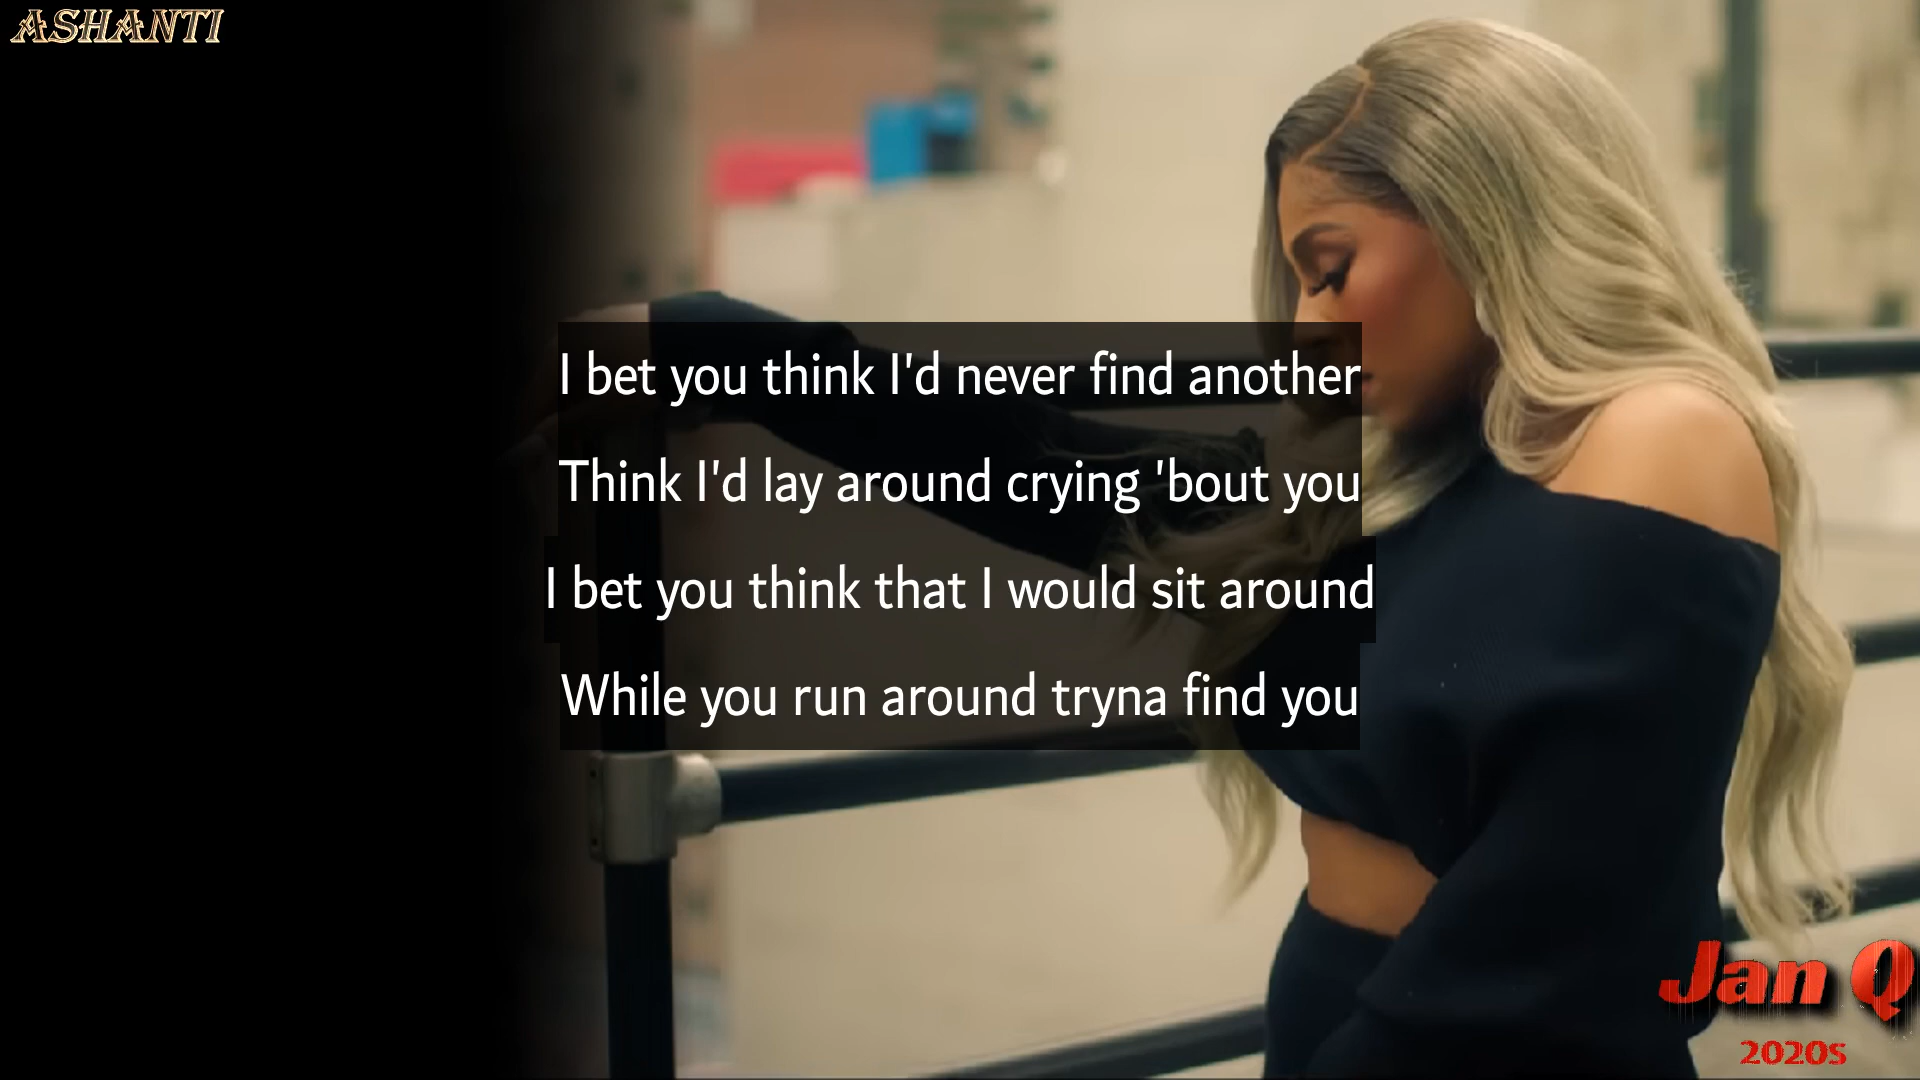 ASHANTI
I bet you think I'd never find another
Think I'd lay around crying 'bout you
I bet you think that I would sit around
While you run around tryna find you
Jan Q
2020s